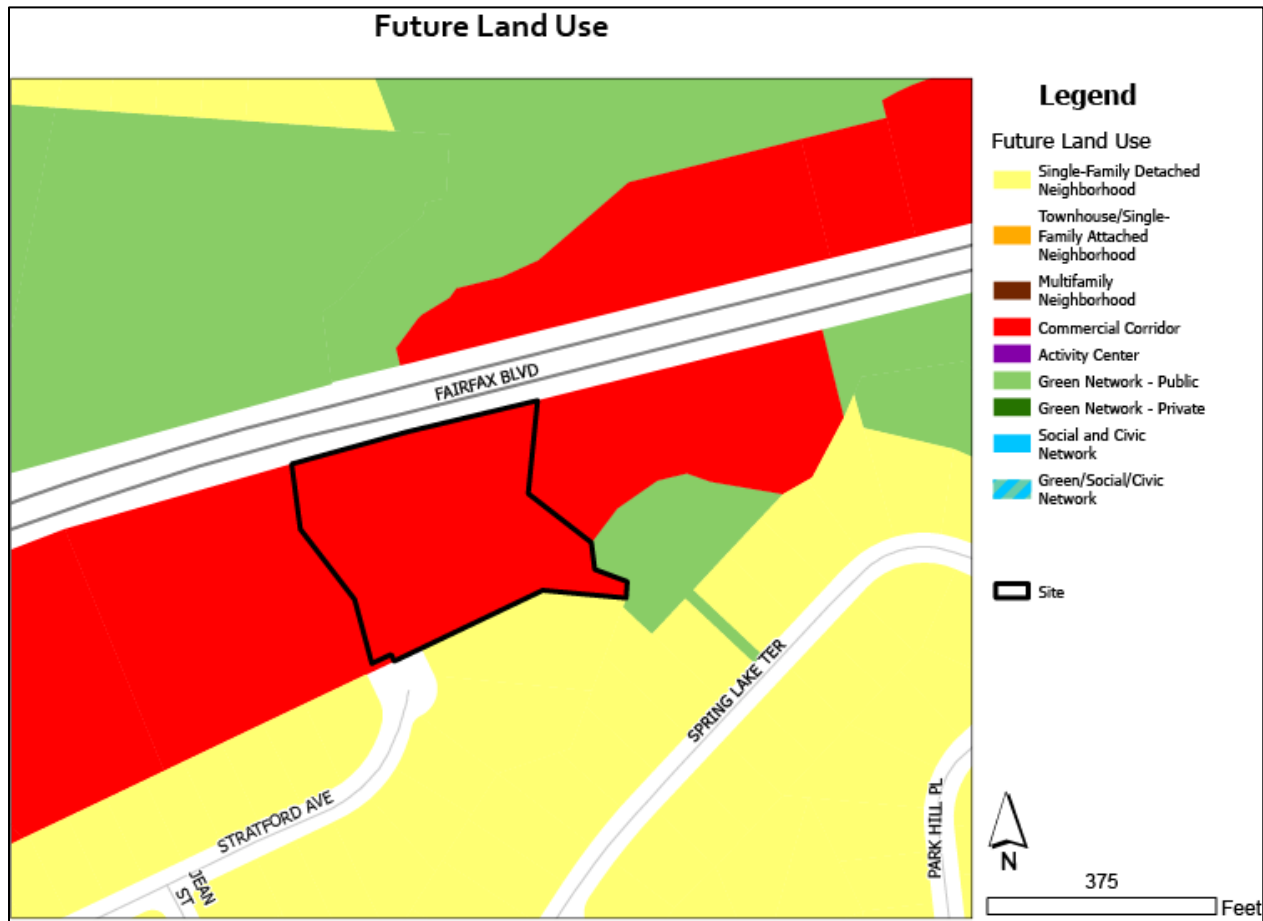 Future Land Use
FAIRFAX BLVD
SPRING LAKE TER
STRATFORD AVE
JEAN
ST
PARK HILL PL
Legend
Future Land Use
Single-Family Detached
Neighborhood
Townhouse/Single-
Family Attached
Neighborhood
Multifamily
Neighborhood
Commercial Corridor
Activity Center
Green Network - Public
Green Network - Private
Social and Civic
Network
Green/Social/Civic
Network
Site
N
375
Feet